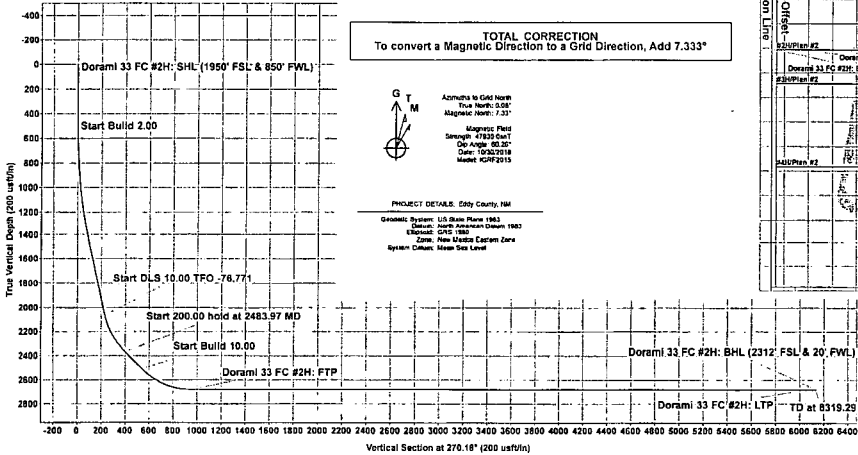 TOTAL CORRECTION
To convert a Magnetic Direction to a Grid Direction, Add 7.333°
G T M
Azimuths to Grid North
True North: 0.98°
Magnetic North: 7.33°
Magnetic Field
Dip Angle: 60.26°
Date: 10/30/2018
Model: IGRF2015
PROJECT DETAILS: Eddy County, NM
Geodetic System: US State Plane 1983
Datum: North American Datum 1983
Ellipsoid: GRS 1980
Zone: New Mexico Eastern Zone
System Datum: Mean Sea Level
True Vertical Depth (200 usft/in)
-400
-200
0
200
400
600
800
1000
1200
1400
1600
1800
2000
2200
2400
2600
2800
Dorami 33 FC #2H: SHL (1950' FSL & 850' FWL)
Start Build 2.00
Start DLS 10.00 TFO -76.771
Start 200.00 hold at 2483.97 MD
Start Build 10.00
Dorami 33 FC #2H: FTP
Dorami 33 FC #2H: BHL (2312' FSL & 20' FWL)
Dorami 33 FC #2H: LTP
TD at 8319.29
-200 0 200 400 600 800 1000 1200 1400 1600 1800 2000 2200 2400 2600 2800 3000 3200 3400 3600 3800 4000 4200 4400 4600 4800 5000 5200 5400 5600 5800 6000 6200 6400
Vertical Section at 270.16° (200 usft/in)
on Line
Offset
#2H/Plan #2
Dora
Dorami 33 FC #2H:
#3H/Plan #2
#4H/Plan #2